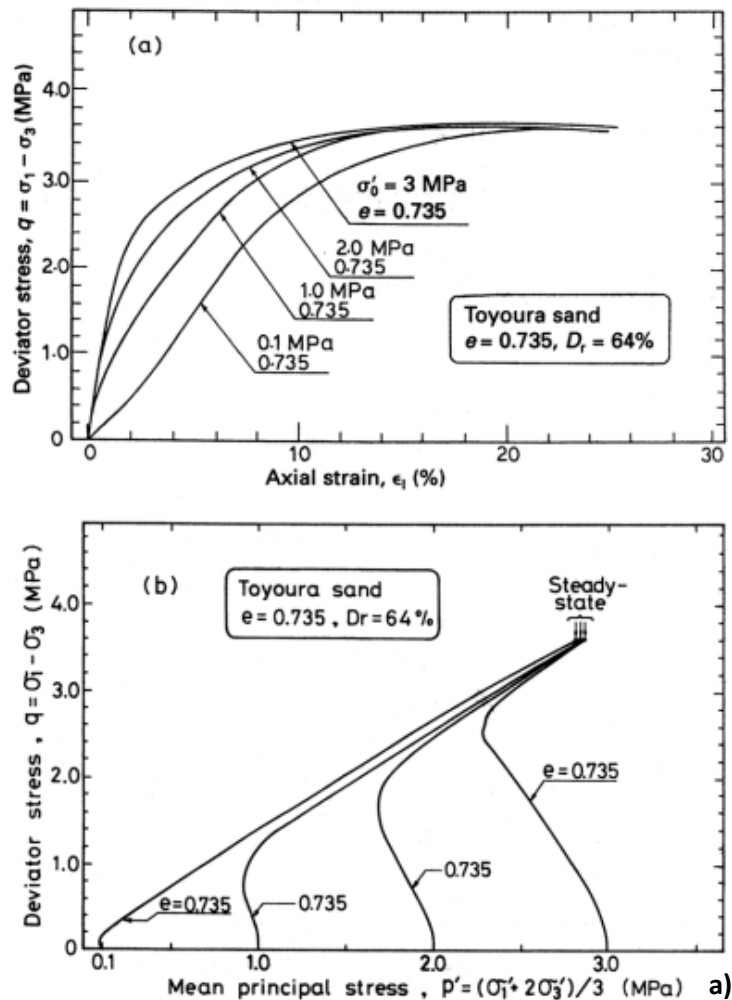 (a)
Deviator stress, q = σ₁ − σ₃ (MPa)
4.0
3.0
2.0
1.0
0
σ′₀ = 3 MPa
e = 0.735
2.0 MPa
0.735
1.0 MPa
0.735
0.1 MPa
0.735
Toyoura sand
e = 0.735, Dᵣ = 64%
0 10 20 30
Axial strain, ϵ₁ (%)
(b)
Deviator stress , q = σ₁ − σ₃ (MPa)
Toyoura sand
e = 0.735 , Dr = 64 %
Steady-
state
4.0
3.0
2.0
1.0
0
e = 0.735
0.735
0.735
e = 0.735
0.1 1.0 2.0 3.0
Mean principal stress , p′ = (σ₁′ + 2σ₃′)/3 (MPa)
a)